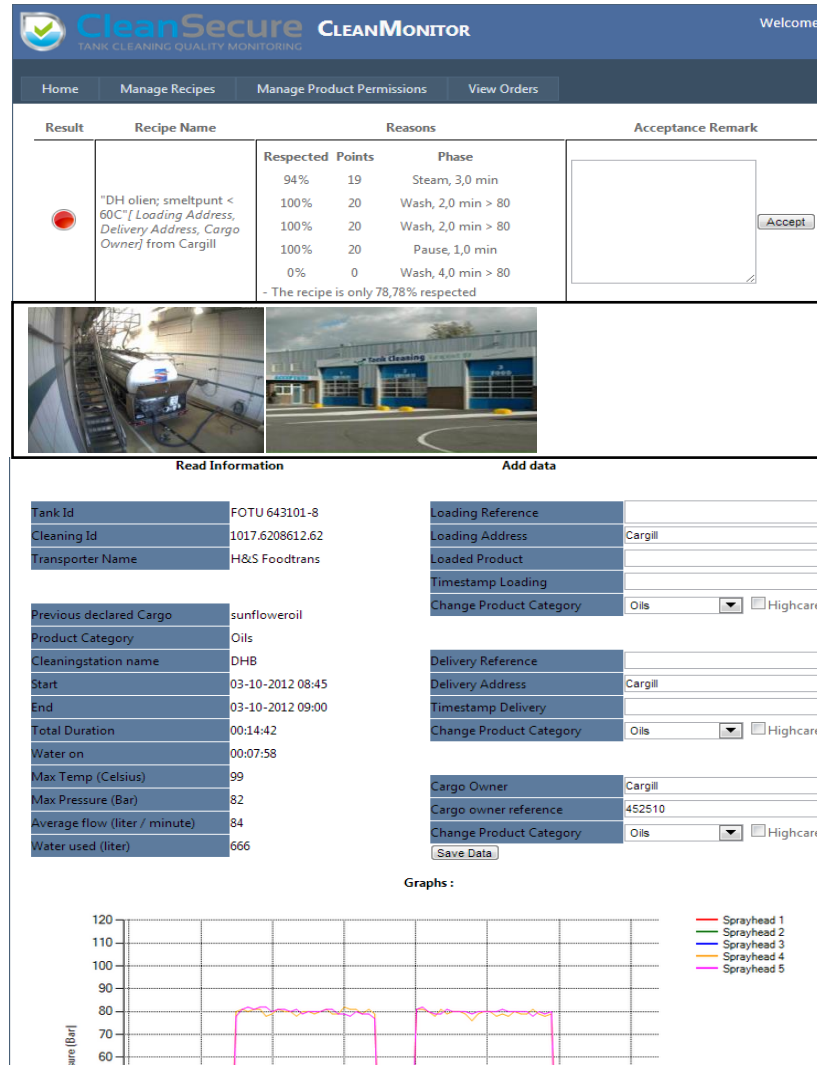 CleanSecure CLEANMONITOR Welcome
TANK CLEANING QUALITY MONITORING
Home Manage Recipes Manage Product Permissions View Orders
Result Recipe Name Reasons Acceptance Remark
Respected Points Phase
94% 19 Steam, 3,0 min
"DH olien; smeltpunt <
60C"[ Loading Address,
Delivery Address, Cargo
Owner] from Cargill
100% 20 Wash, 2,0 min > 80
100% 20 Wash, 2,0 min > 80
100% 20 Pause, 1,0 min
0% 0 Wash, 4,0 min > 80
- The recipe is only 78,78% respected
Accept
Tank Cleaning
1
2
3
FOOD
Read Information Add data
Tank Id FOTU 643101-8 Loading Reference
Cleaning Id 1017.6208612.62 Loading Address Cargill
Transporter Name H&S Foodtrans Loaded Product
Timestamp Loading
Change Product Category Oils Highcare
Previous declared Cargo sunfloweroil
Product Category Oils
Cleaningstation name DHB Delivery Reference
Start 03-10-2012 08:45 Delivery Address Cargill
End 03-10-2012 09:00 Timestamp Delivery
Total Duration 00:14:42 Change Product Category Oils Highcare
Water on 00:07:58
Max Temp (Celsius) 99 Cargo Owner Cargill
Max Pressure (Bar) 82 Cargo owner reference 452510
Average flow (liter / minute) 84 Change Product Category Oils Highcare
Water used (liter) 666 Save Data
Graphs :
120
110
100
90
80
70
60
Sprayhead 1
Sprayhead 2
Sprayhead 3
Sprayhead 4
Sprayhead 5